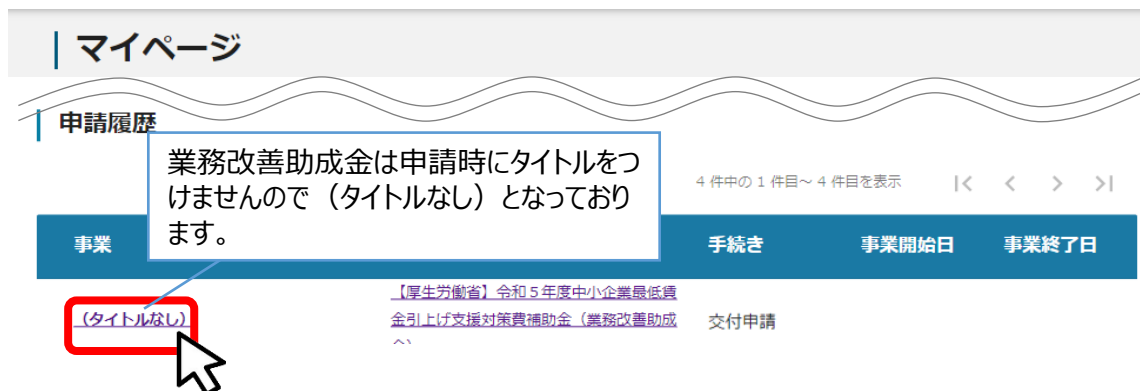 マイページ
申請履歴
業務改善助成金は申請時にタイトルをつ
けませんので（タイトルなし）となっており
ます。
4 件中の 1 件目～ 4 件目を表示
事業 手続き 事業開始日 事業終了日
（タイトルなし）
【厚生労働省】令和５年度中小企業最低賃
金引上げ支援対策費補助金（業務改善助成
交付申請